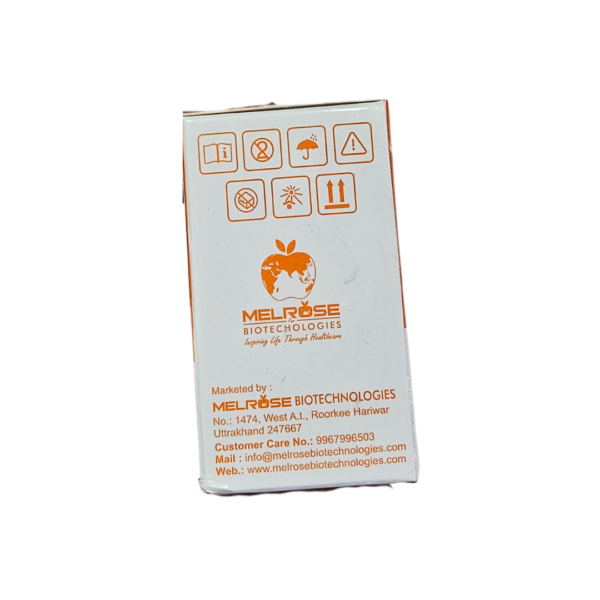 MELROSE
For
BIOTECHOLOGIES
Inspiring Life Through Healthcare
Marketed by :
MELROSE BIOTECHNOLOGIES
No.: 1474, West A.t., Roorkee Hariwar
Uttrakhand 247667
Customer Care No.: 9967996503
Mail : info@melrosebiotechnologies.com
Web.: www.melrosebiotechnologies.com